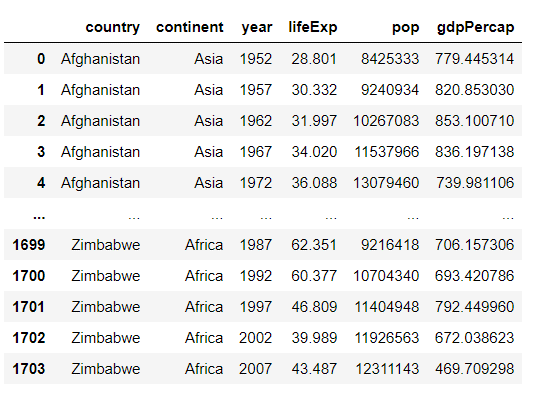 country continent year lifeExp pop gdpPercap
0 Afghanistan Asia 1952 28.801 8425333 779.445314
1 Afghanistan Asia 1957 30.332 9240934 820.853030
2 Afghanistan Asia 1962 31.997 10267083 853.100710
3 Afghanistan Asia 1967 34.020 11537966 836.197138
4 Afghanistan Asia 1972 36.088 13079460 739.981106
... ... ... ... ... ... ...
1699 Zimbabwe Africa 1987 62.351 9216418 706.157306
1700 Zimbabwe Africa 1992 60.377 10704340 693.420786
1701 Zimbabwe Africa 1997 46.809 11404948 792.449960
1702 Zimbabwe Africa 2002 39.989 11926563 672.038623
1703 Zimbabwe Africa 2007 43.487 12311143 469.709298